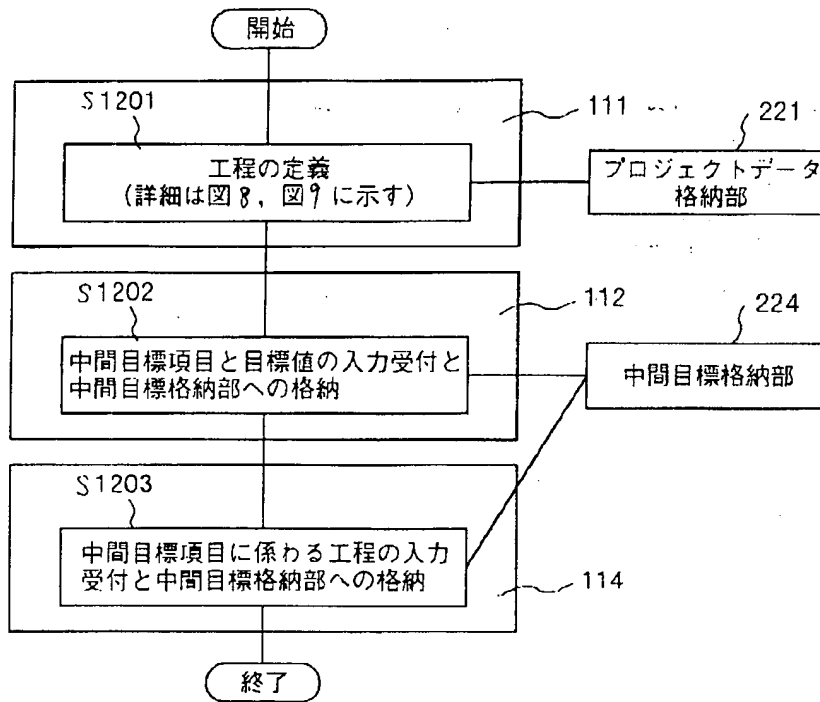 開始
S1201
111
221
工程の定義
(詳細は図8，図9に示す)
プロジェクトデータ
格納部
S1202
112
224
中間目標項目と目標値の入力受付と
中間目標格納部への格納
中間目標格納部
S1203
中間目標項目に係わる工程の入力
受付と中間目標格納部への格納
114
終了